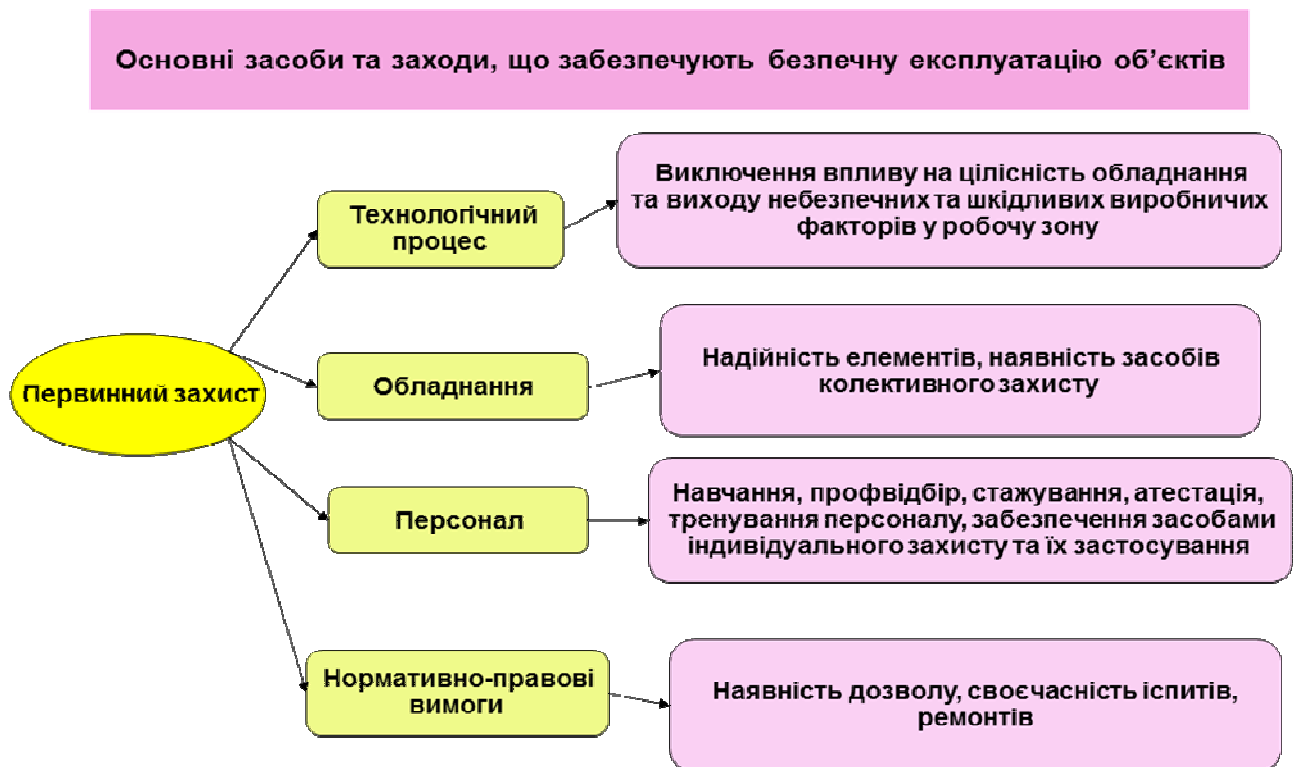 Основні засоби та заходи, що забезпечують безпечну експлуатацію об’єктів
Первинний захист
Технологічний
процес
Виключення впливу на цілісність обладнання
та виходу небезпечних та шкідливих виробничих
факторів у робочу зону
Обладнання
Надійність елементів, наявність засобів
колективного захисту
Персонал
Навчання, профвідбір, стажування, атестація,
тренування персоналу, забезпечення засобами
індивідуального захисту та їх застосування
Нормативно-правові
вимоги
Наявність дозволу, своєчасність іспитів,
ремонтів